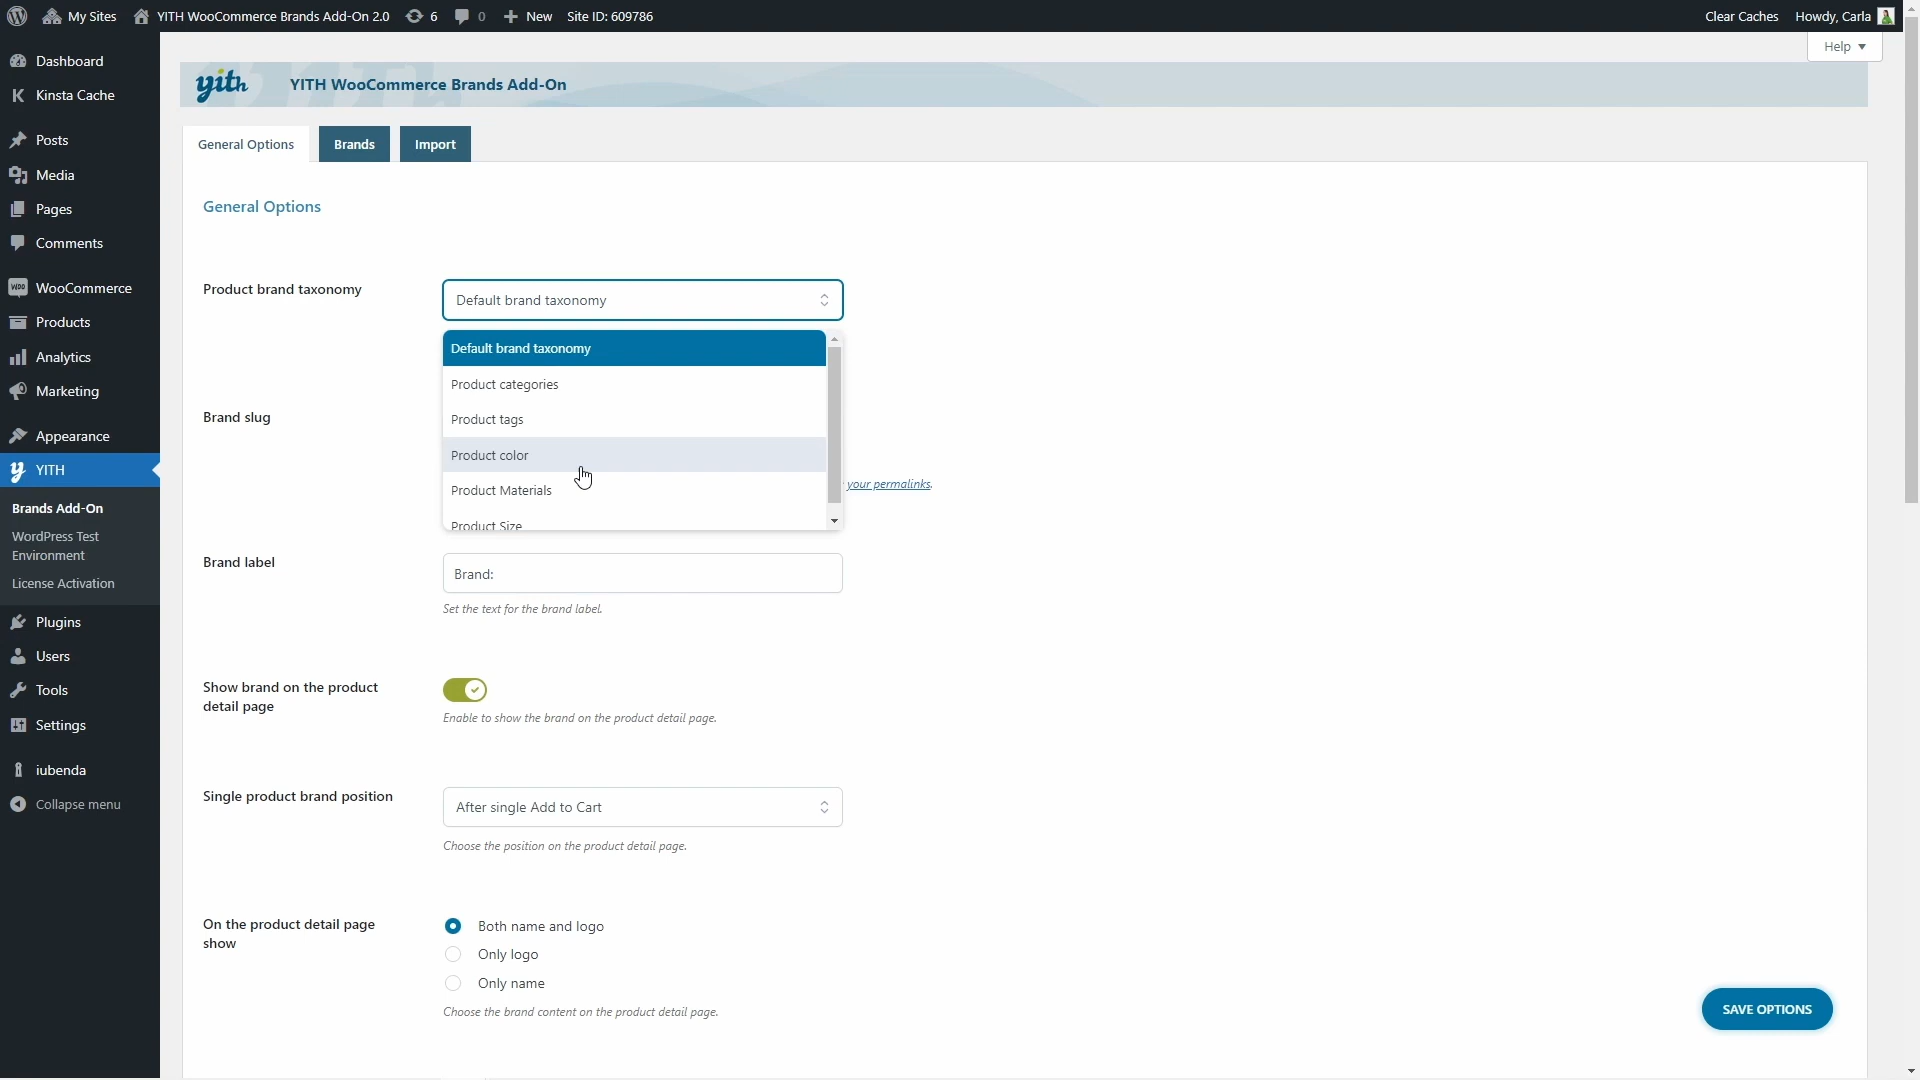 My Sites
YITH WooCommerce Brands Add-On 2.0
6
0
New
Site ID: 609786
Clear Caches
Howdy, Carla
Help
Dashboard
Kinsta Cache
Posts
Media
Pages
Comments
WooCommerce
Products
Analytics
Marketing
Appearance
YITH
Brands Add-On
WordPress Test
Environment
License Activation
Plugins
Users
Tools
Settings
iubenda
Collapse menu
yith
YITH WooCommerce Brands Add-On
General Options
Brands
Import
General Options
Product brand taxonomy
Default brand taxonomy
Default brand taxonomy
Product categories
Product tags
Product color
Product Materials
Product Size
Brand slug
your permalinks.
Brand label
Brand:
Set the text for the brand label.
Show brand on the product
detail page
Enable to show the brand on the product detail page.
Single product brand position
After single Add to Cart
Choose the position on the product detail page.
On the product detail page
show
Both name and logo
Only logo
Only name
Choose the brand content on the product detail page.
SAVE OPTIONS